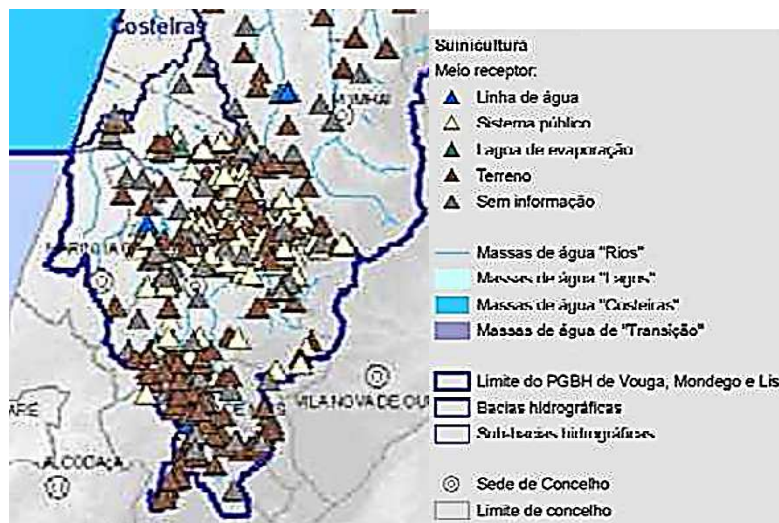 Costeiras
POMBAL
MARINHA G
VILA NOVA DE OU
ALCOBAÇA
Suinicultura
Meio receptor:
Linha de água
Sistema público
Lagoa de evaporação
Terreno
Sem informação
Massas de água "Rios"
Massas de água "Lagos"
Massas de água "Costeiras"
Massas de água de "Transição"
Limite do PGBH de Vouga, Mondego e Lis
Bacias hidrográficas
Sub-bacias hidrográficas
Sede de Concelho
Limite de concelho